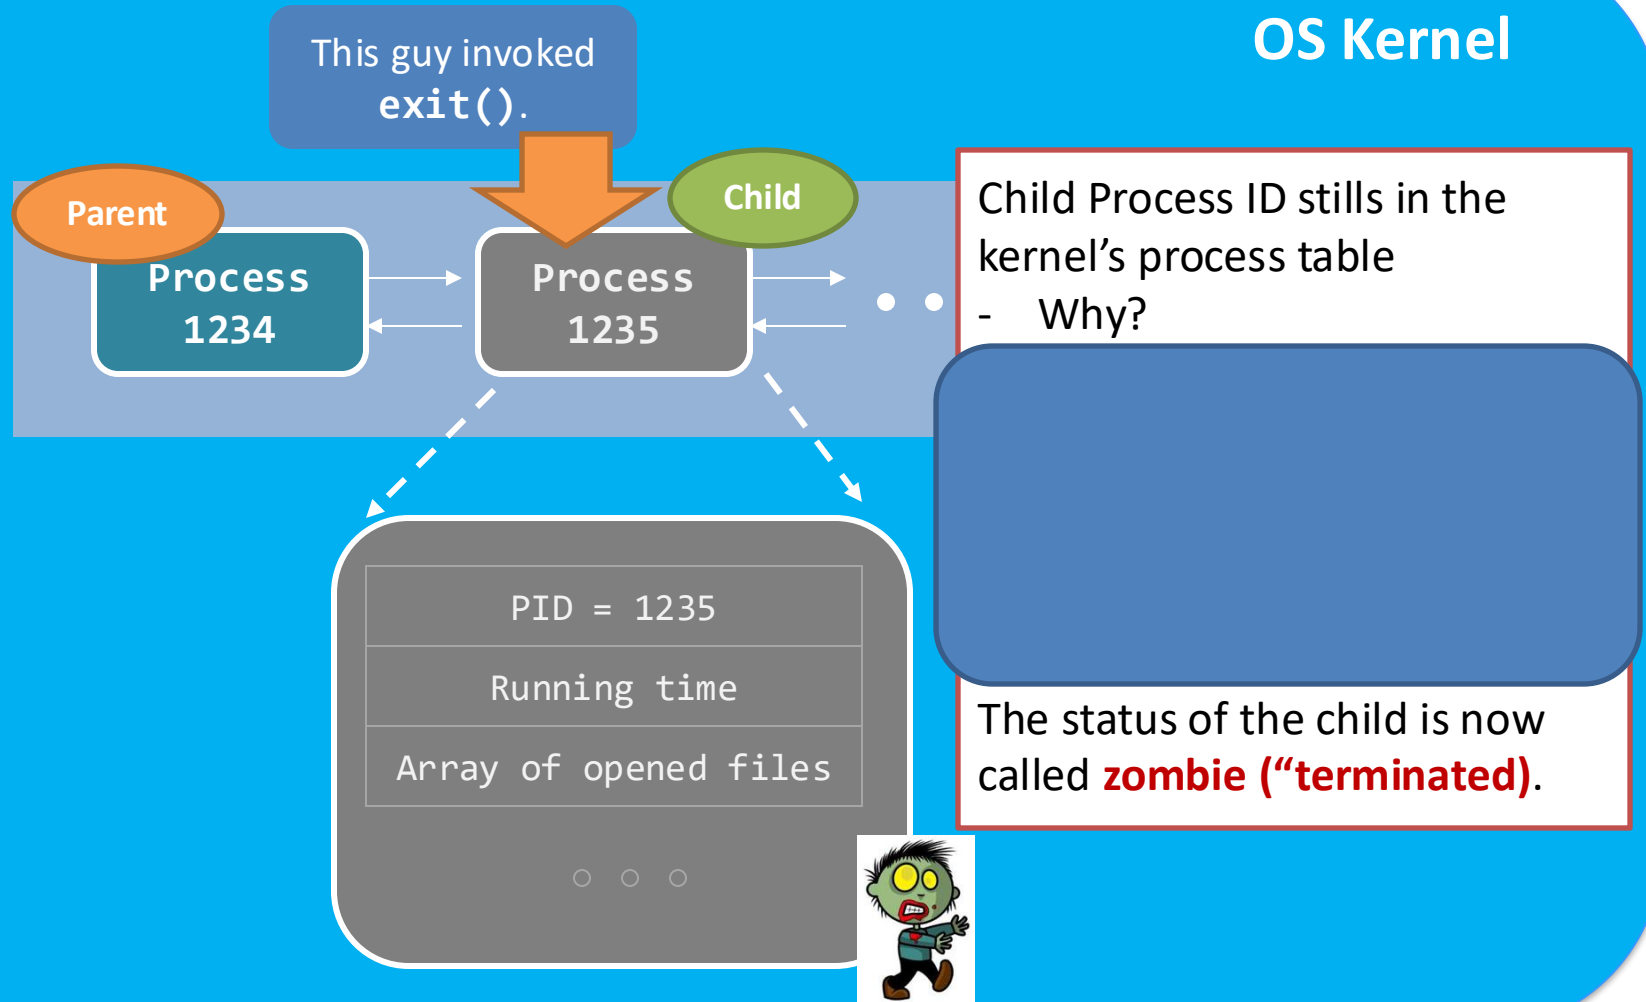 OS Kernel
This guy invoked
exit().
Parent
Child
Process
1234
Process
1235
Child Process ID stills in the
kernel’s process table
- Why?
PID = 1235
Running time
Array of opened files
The status of the child is now
called zombie (“terminated).